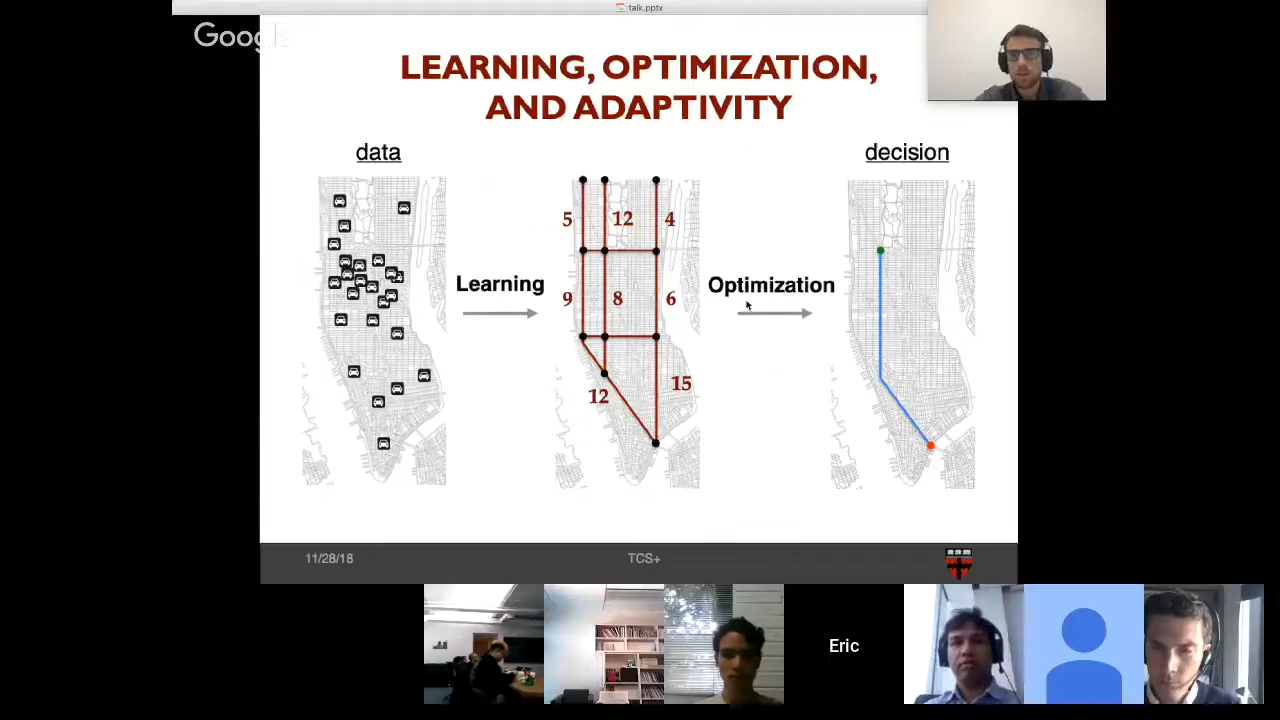 talk.pptx
Goog
LEARNING, OPTIMIZATION,
AND ADAPTIVITY
data
decision
5 12 4
Learning
Optimization
9 8 6
12 15
11/28/18
TCS+
Eric